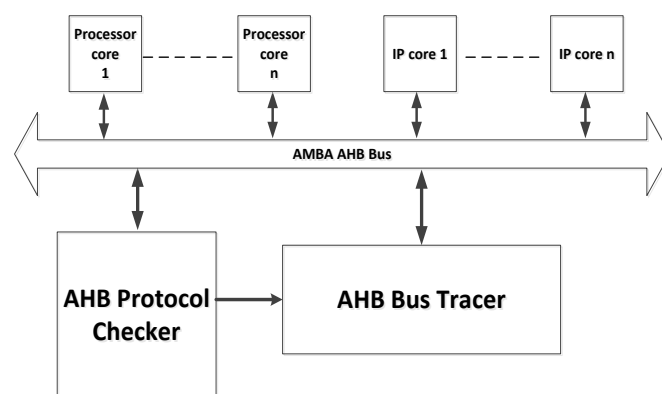 Processor
core
1
Processor
core
n
IP core 1
IP core n
AMBA AHB Bus
AHB Protocol
Checker
AHB Bus Tracer